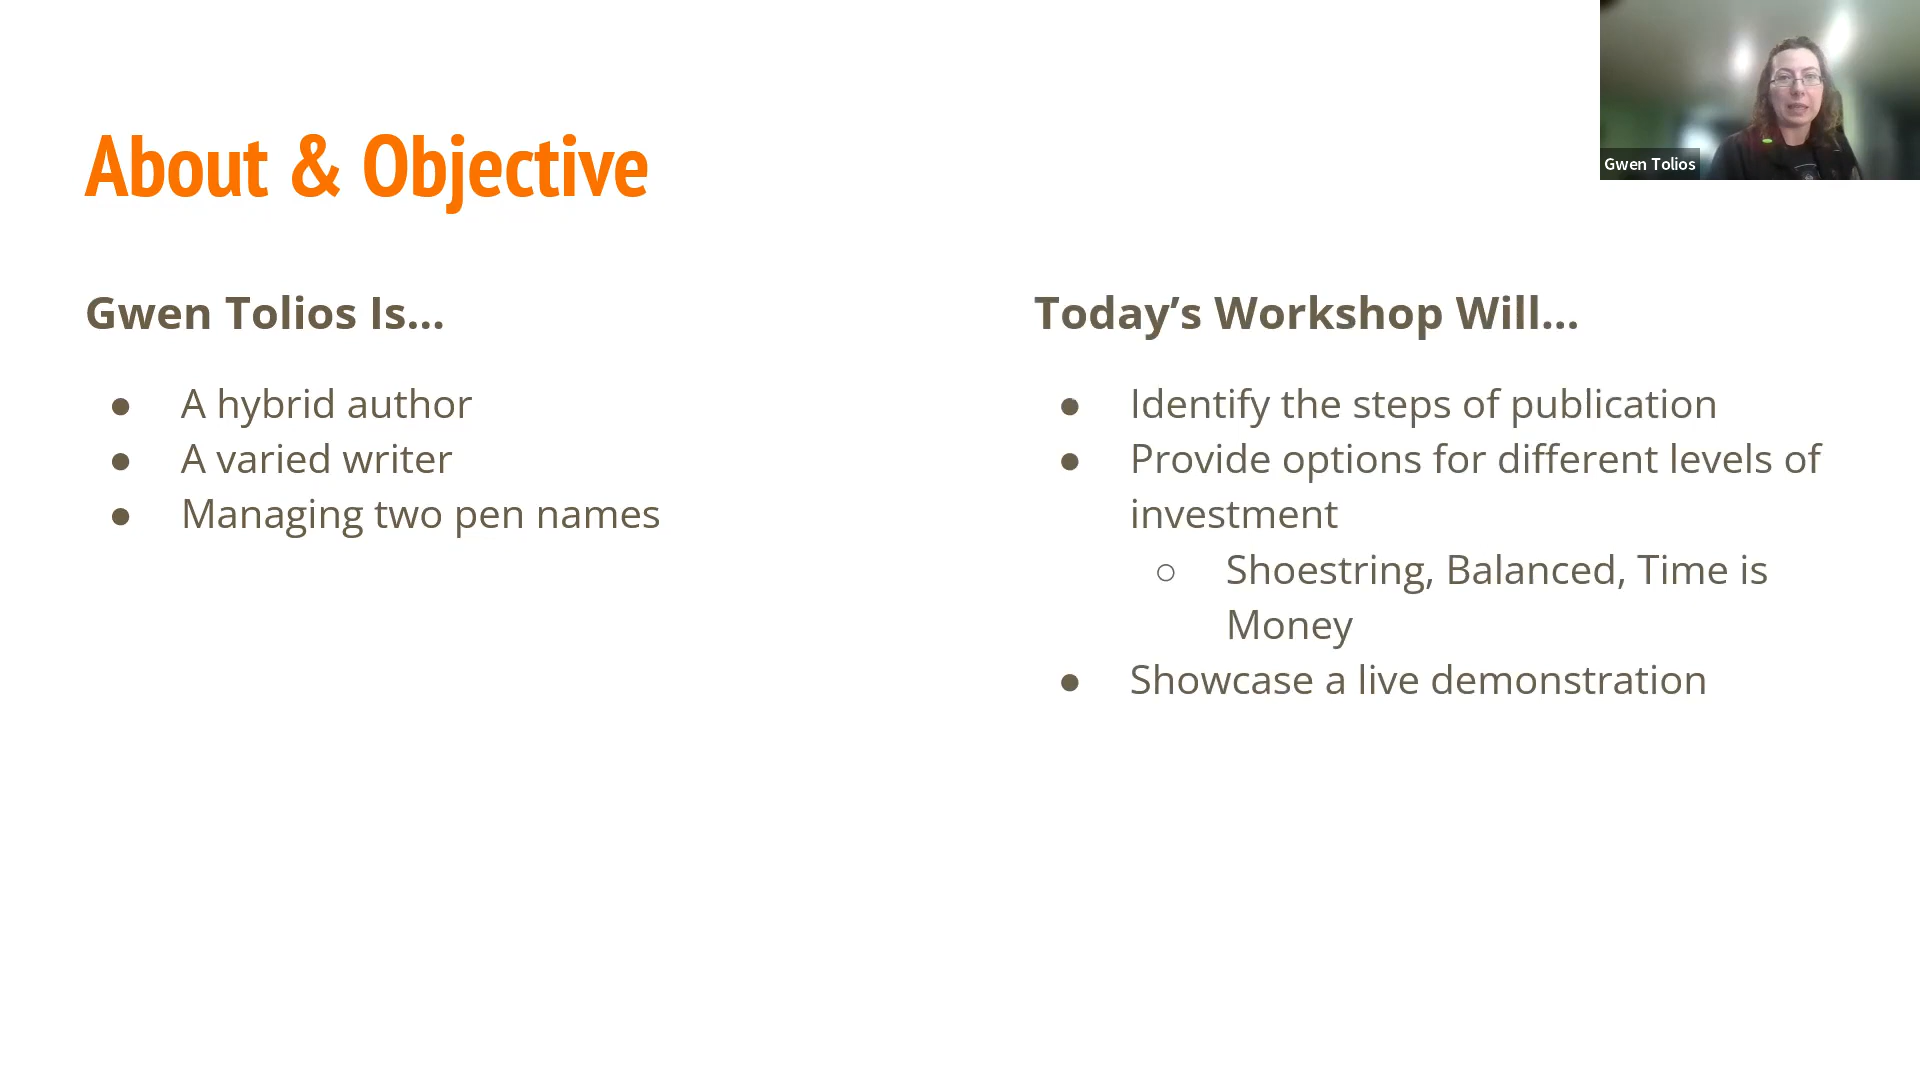 About & Objective
Gwen Tolios
Gwen Tolios Is...
● A hybrid author
● A varied writer
● Managing two pen names
Today’s Workshop Will...
● Identify the steps of publication
● Provide options for different levels of
investment
○ Shoestring, Balanced, Time is
Money
● Showcase a live demonstration